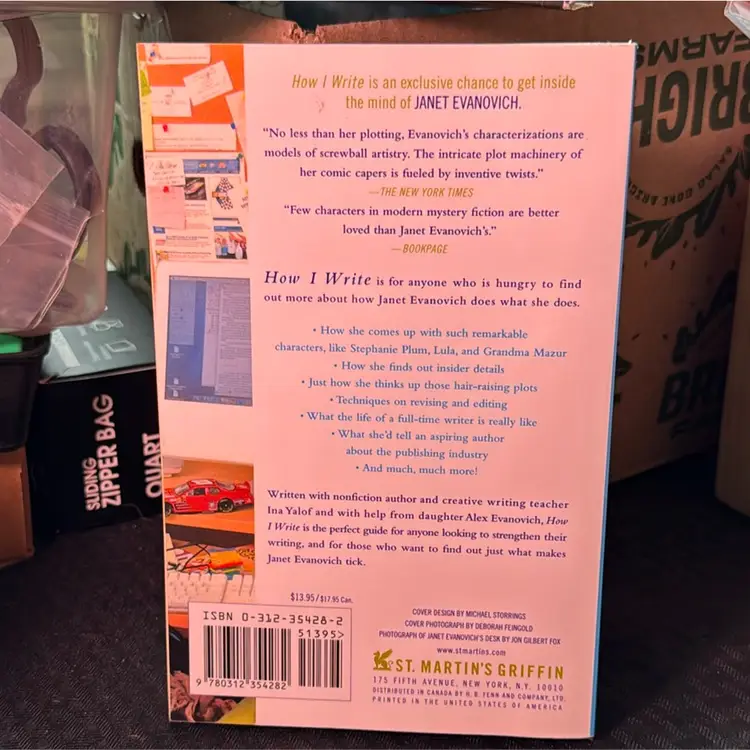 How I Write is an exclusive chance to get inside
the mind of JANET EVANOVICH.
"No less than her plotting, Evanovich's characterizations are
models of screwball artistry. The intricate plot machinery of
her comic capers is fueled by inventive twists."
—THE NEW YORK TIMES
"Few characters in modern mystery fiction are better
loved than Janet Evanovich's."
—BOOKPAGE
How I Write is for anyone who is hungry to find
out more about how Janet Evanovich does what she does.
• How she comes up with such remarkable
characters, like Stephanie Plum, Lula, and Grandma Mazur
• How she finds out insider details
• Just how she thinks up those hair-raising plots
• Techniques on revising and editing
• What the life of a full-time writer is really like
• What she'd tell an aspiring author
about the publishing industry
• And much, much more!
Written with nonfiction author and creative writing teacher
Ina Yalof and with help from daughter Alex Evanovich, How
I Write is the perfect guide for anyone looking to strengthen their
writing, and for those who want to find out just what makes
Janet Evanovich tick.
$13.95/$17.95 Can.
ISBN 0-312-35428-2
51395>
9 780312 354282
COVER DESIGN BY MICHAEL STORRINGS
COVER PHOTOGRAPH BY DEBORAH FEINGOLD
PHOTOGRAPH OF JANET EVANOVICH'S DESK BY JON GILBERT FOX
www.stmartins.com
ST. MARTIN'S GRIFFIN
175 FIFTH AVENUE, NEW YORK, N.Y. 10010
DISTRIBUTED IN CANADA BY H. B. FENN AND COMPANY, LTD.
PRINTED IN THE UNITED STATES OF AMERICA
SLIDING
ZIPPER BAG
QUART
BRIGH
FARMS
BR